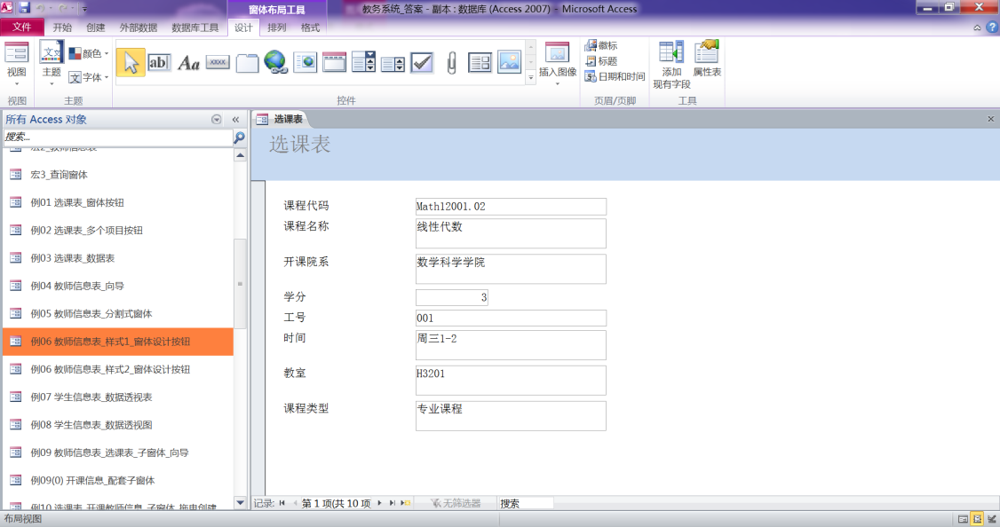 窗体布局工具
教务系统_答案 - 副本 : 数据库 (Access 2007) - Microsoft Access
文件 开始 创建 外部数据 数据库工具 设计 排列 格式
视图 主题 颜色 字体 ab| Aa xxxx 插入图像 徽标 标题 日期和时间 添加现有字段 属性表
视图 主题 控件 页眉/页脚 工具
所有 Access 对象
搜索...
宏2_教师信息表
宏3_查询窗体
例01 选课表_窗体按钮
例02 选课表_多个项目按钮
例03 选课表_数据表
例04 教师信息表_向导
例05 教师信息表_分割式窗体
例06 教师信息表_样式1_窗体设计按钮
例06 教师信息表_样式2_窗体设计按钮
例07 学生信息表_数据透视表
例08 学生信息表_数据透视图
例09 教师信息表_选课表_子窗体_向导
例09(0) 开课信息_配套子窗体
例10 选课表_开课教师信息_子窗体_拖曳创建
选课表
选课表
课程代码 Math12001.02
课程名称 线性代数
开课院系 数学科学学院
学分 3
工号 001
时间 周三1-2
教室 H3201
课程类型 专业课程
记录: 第 1 项(共 10 项 无筛选器 搜索
布局视图